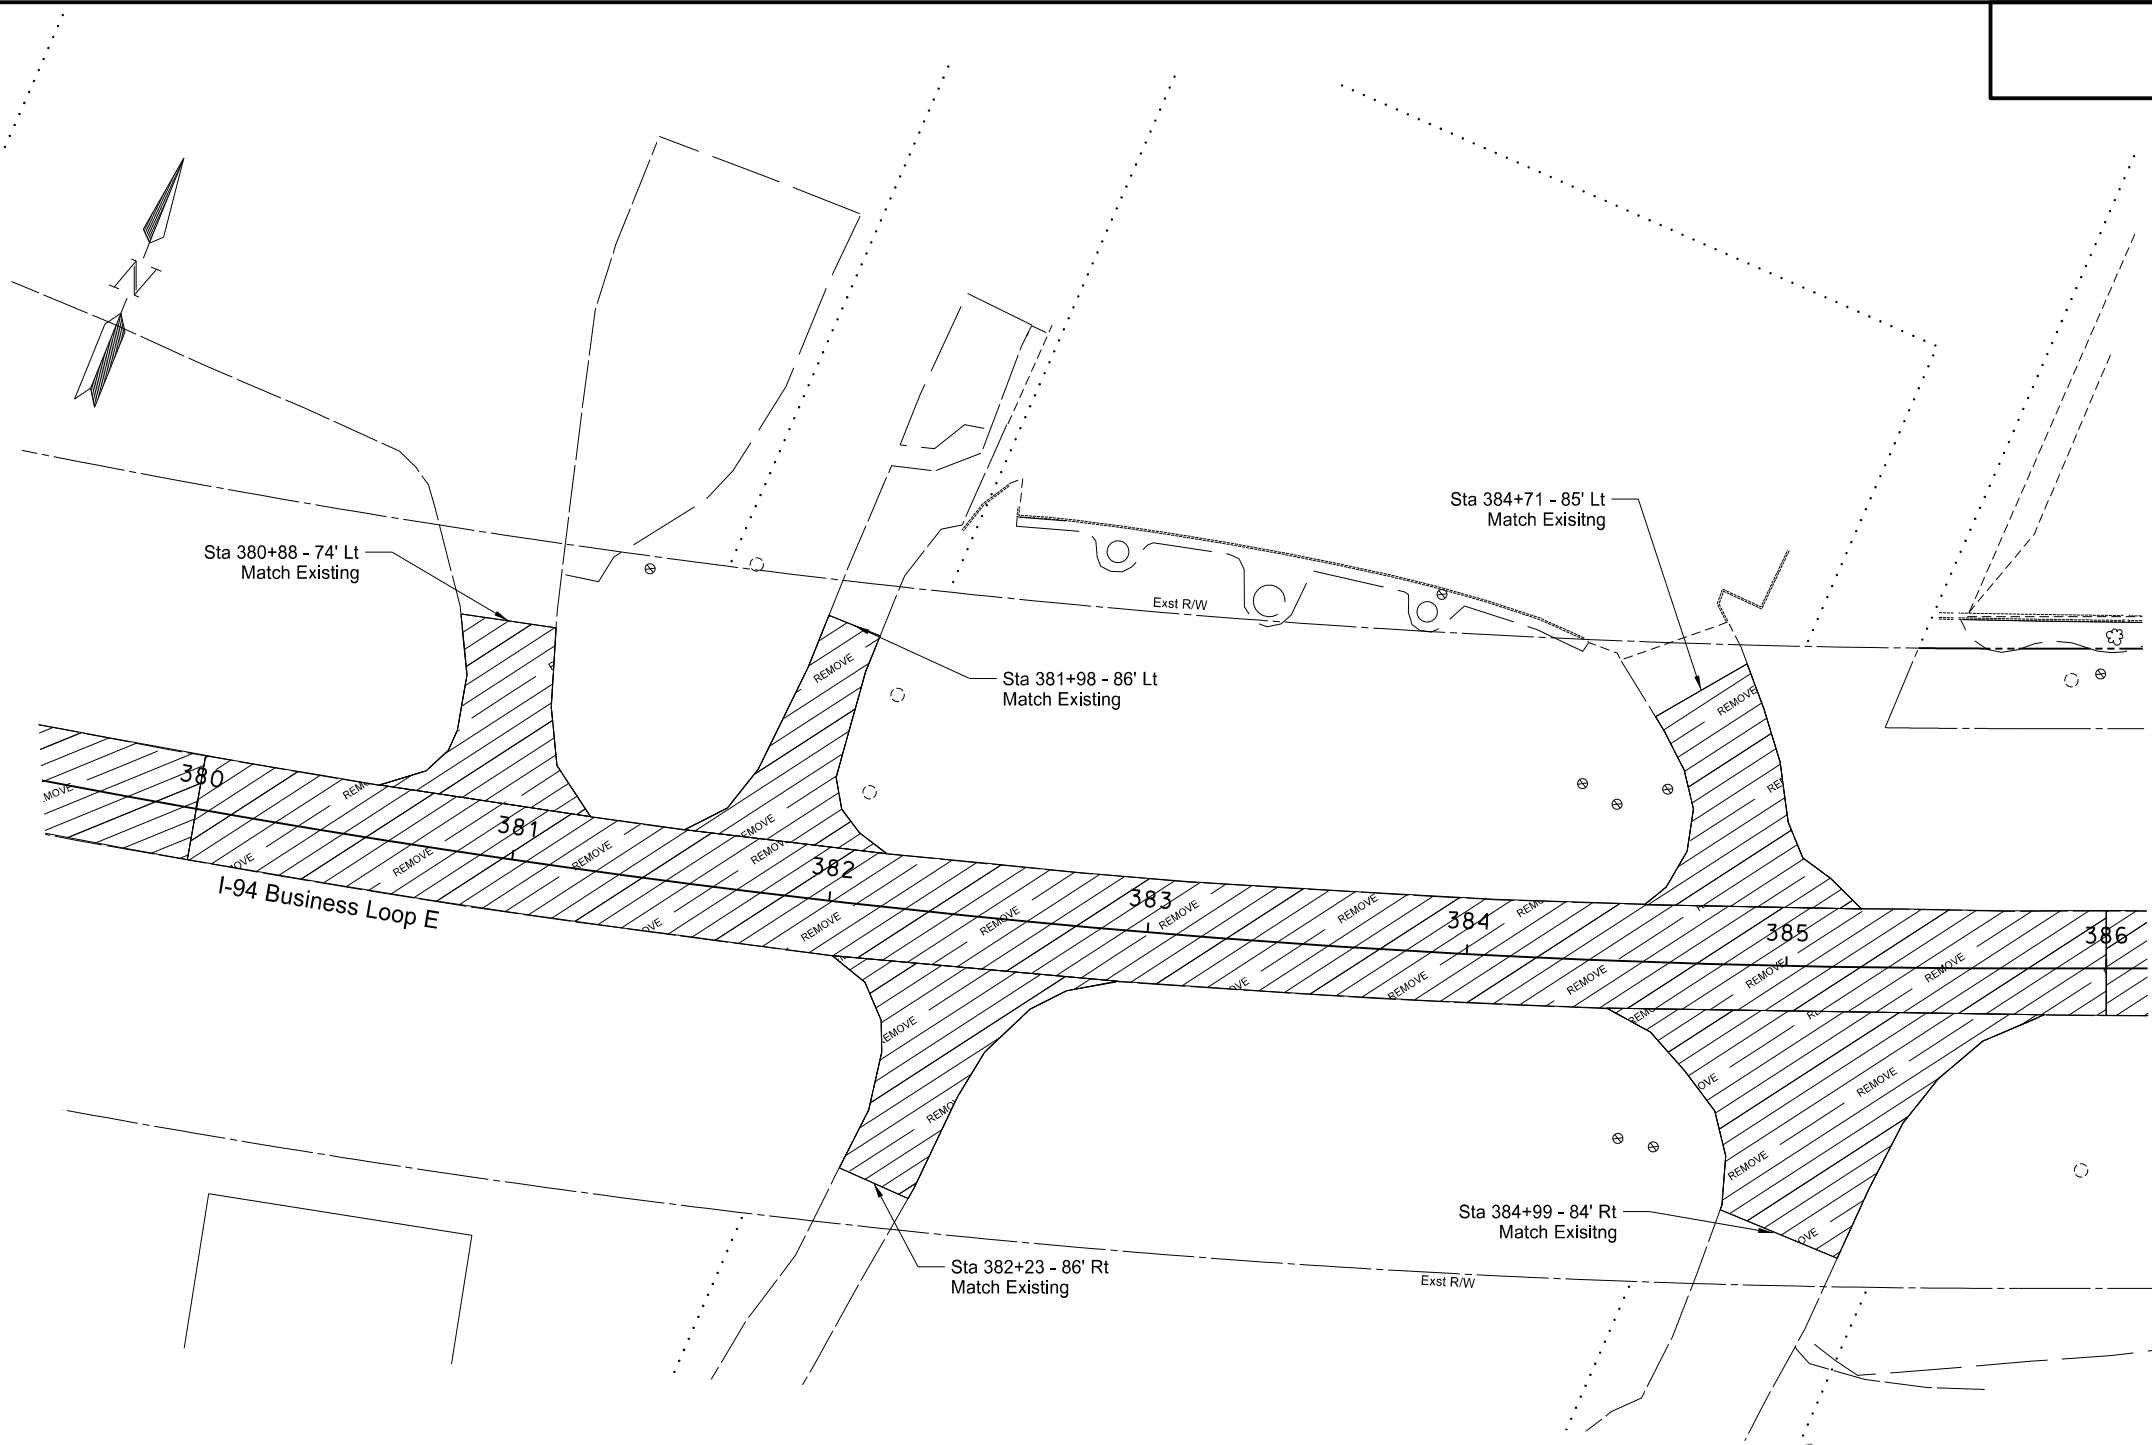 N
Sta 384+71 - 85' Lt
Match Exisitng
Sta 380+88 - 74' Lt
Match Existing
Exst R/W
Sta 381+98 - 86' Lt
Match Existing
REMOVE
REMOVE
380
381
382
383
384
385
386
I-94 Business Loop E
REMOVE
REMOVE
REMOVE
REMOVE
REMOVE
REMOVE
REMOVE
REMOVE
REMOVE
REMOVE
REMOVE
REMOVE
REMOVE
Sta 384+99 - 84' Rt
Match Exisitng
Sta 382+23 - 86' Rt
Match Existing
Exst R/W